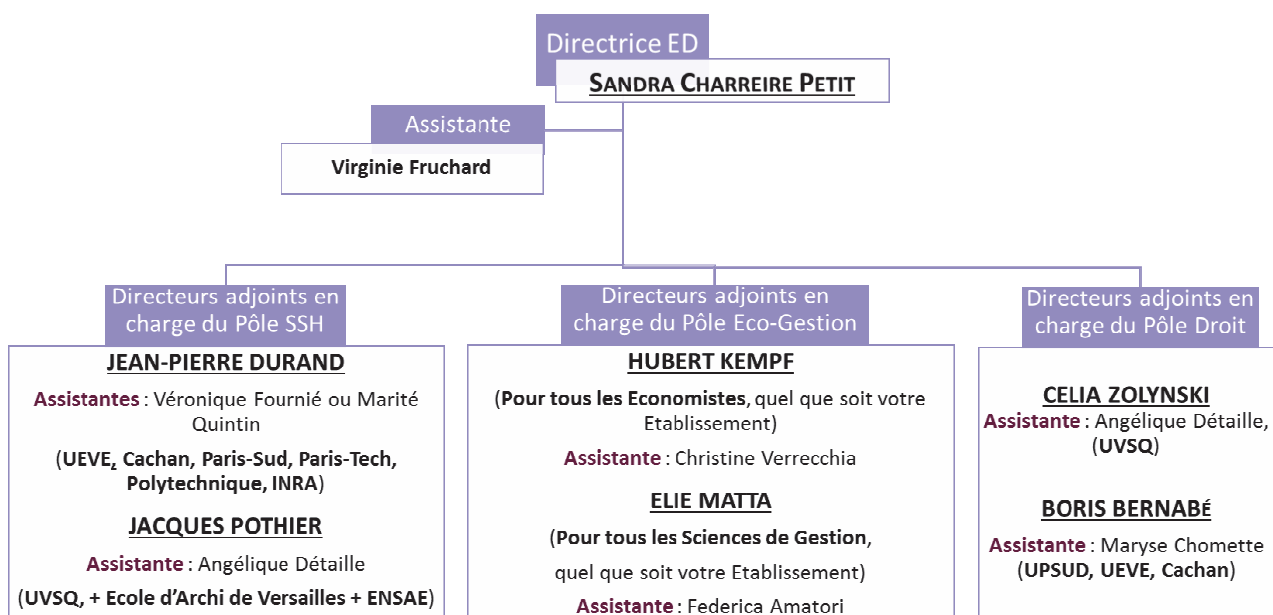 Directrice ED
SANDRA CHARREIRE PETIT
Assistante
Virginie Fruchard
Directeurs adjoints en
charge du Pôle SSH
JEAN-PIERRE DURAND
Assistantes : Véronique Fournié ou Marité
Quintin
(UEVE, Cachan, Paris-Sud, Paris-Tech,
Polytechnique, INRA)
JACQUES POTHIER
Assistante : Angélique Détaille
(UVSQ, + Ecole d'Archi de Versailles + ENSAE)
Directeurs adjoints en
charge du Pôle Eco-Gestion
HUBERT KEMPF
(Pour tous les Economistes, quel que soit votre
Etablissement)
Assistante : Christine Verrecchia
ELIE MATTA
(Pour tous les Sciences de Gestion,
quel que soit votre Etablissement)
Assistante : Federica Amatori
Directeurs adjoints en
charge du Pôle Droit
CELIA ZOLYNSKI
Assistante : Angélique Détaille,
(UVSQ)
BORIS BERNABÉ
Assistante : Maryse Chomette
(UPSUD, UEVE, Cachan)